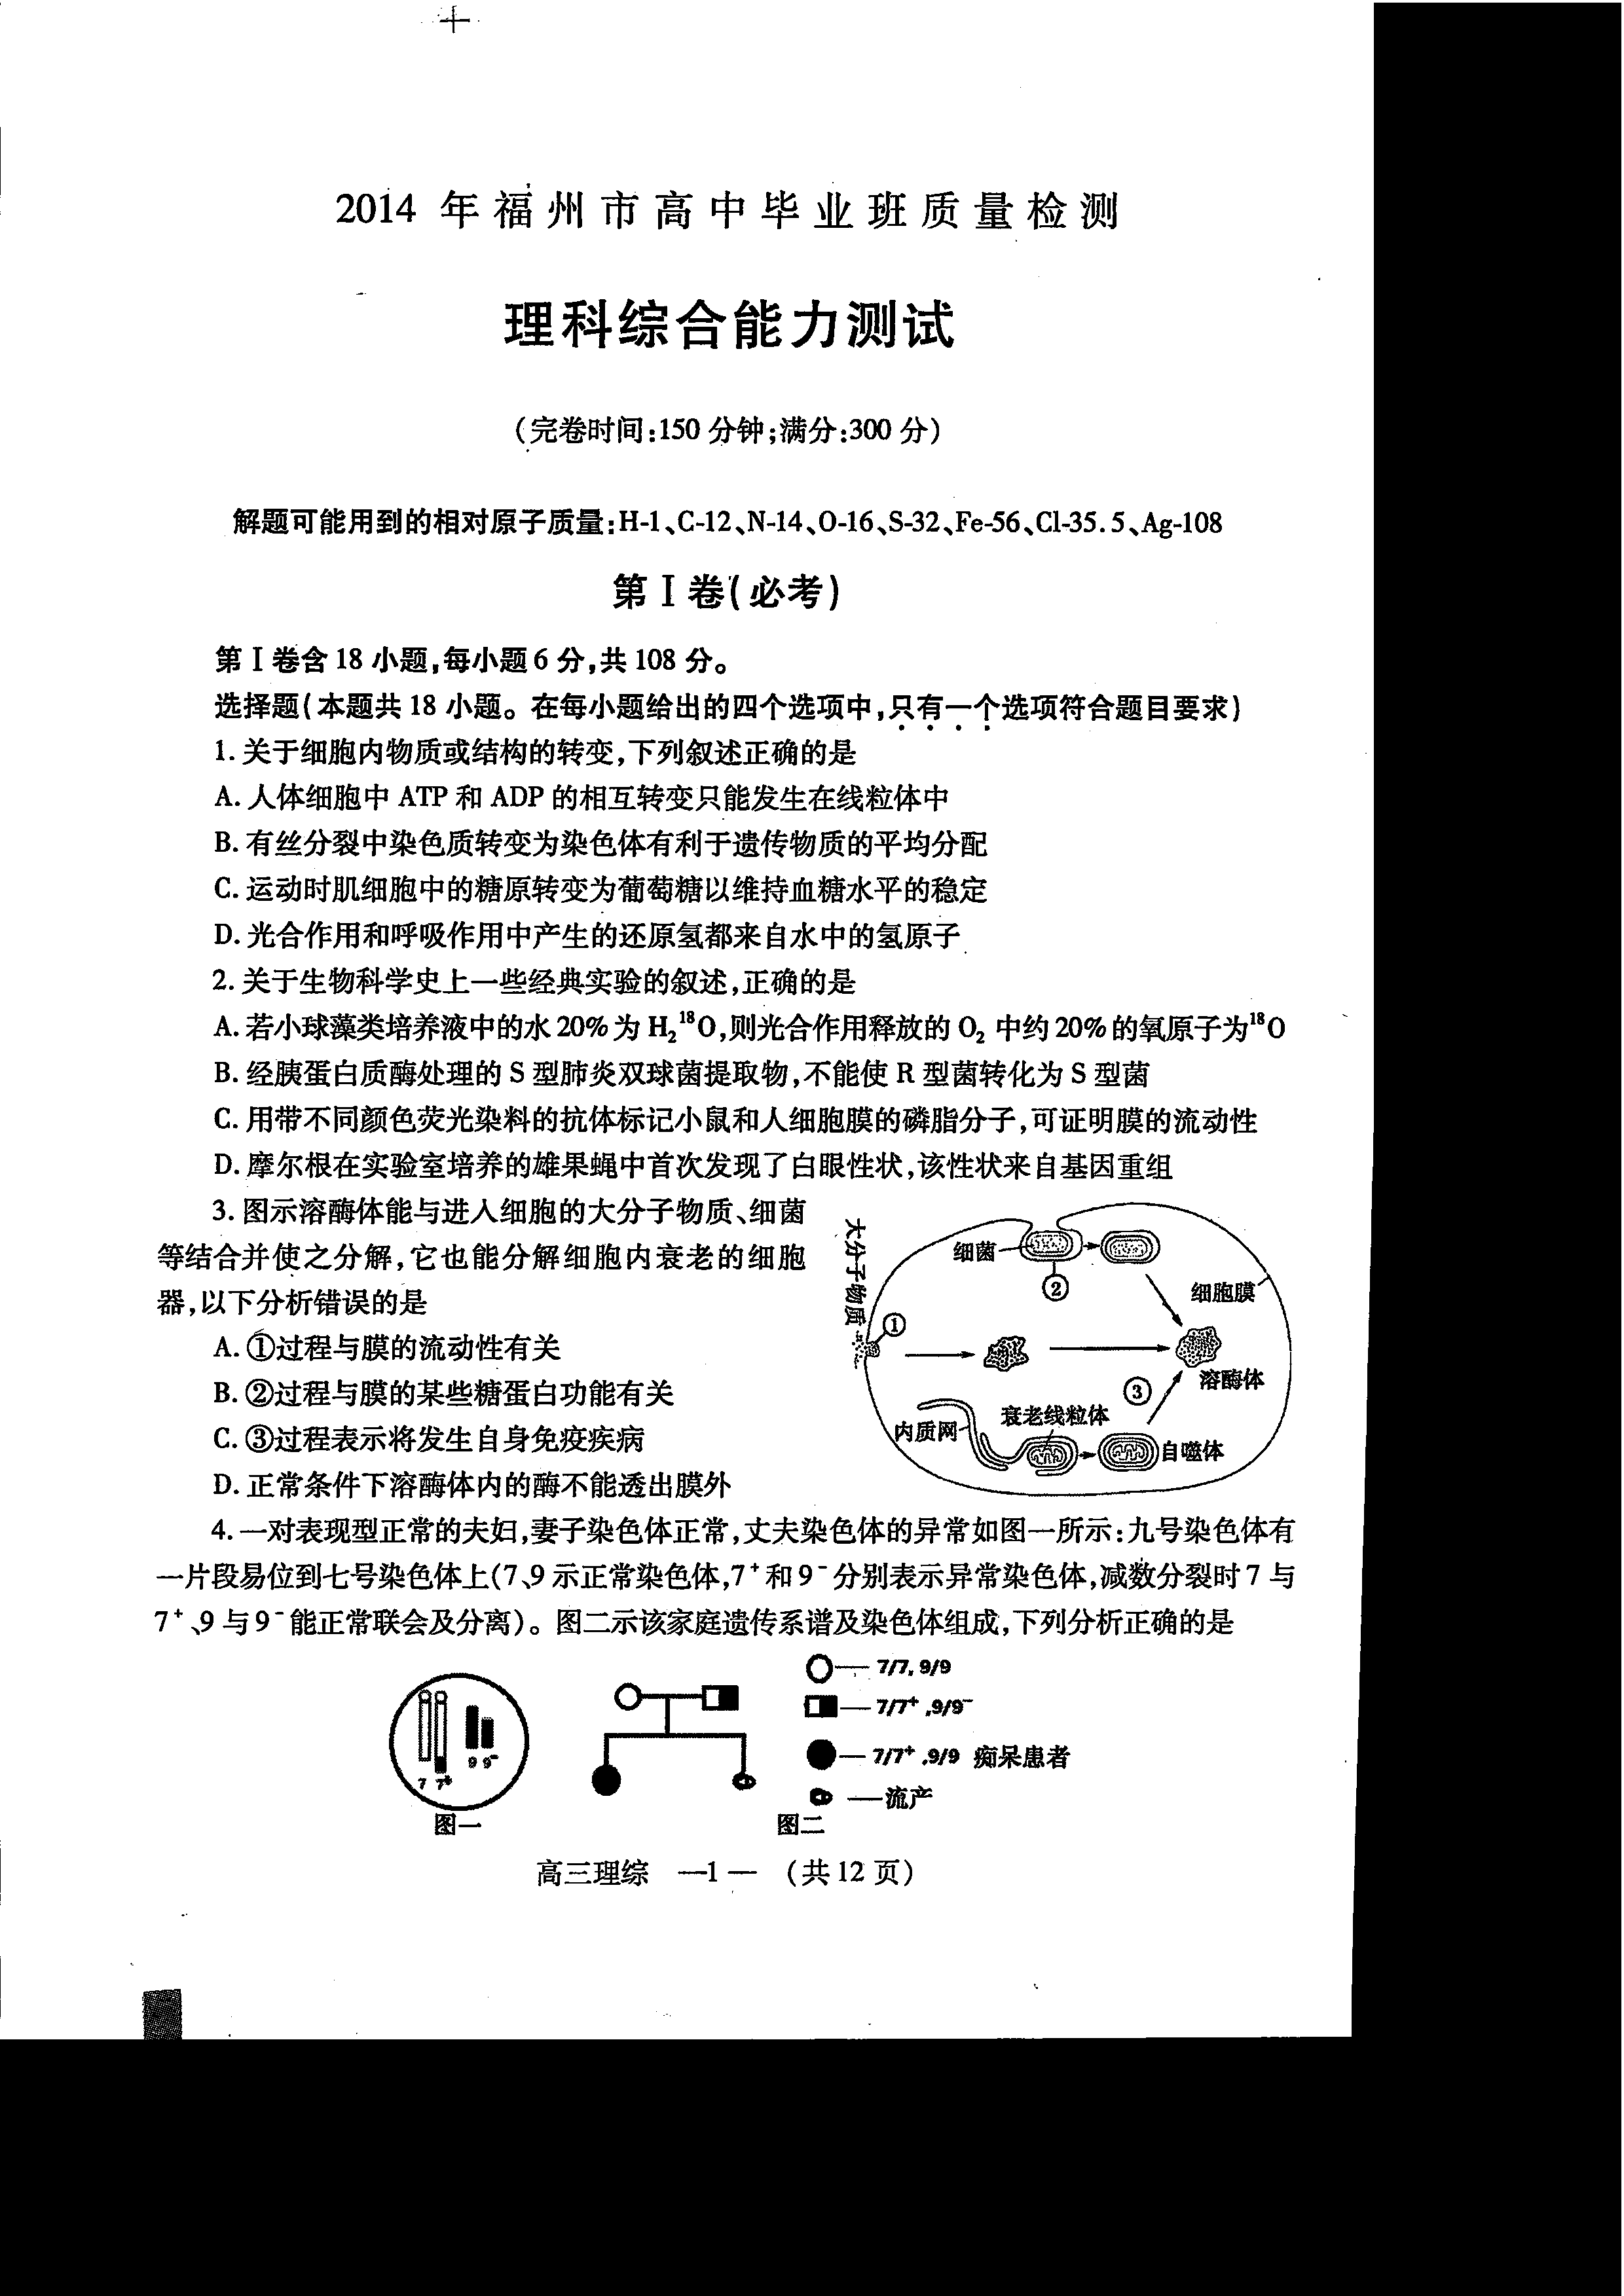 2014 年福州市高中毕业班质量检测
理科综合能力测试
(完卷时间:150 分钟;满分:300 分)
解题可能用到的相对原子质量:H-1、C-12、N-14、O-16、S-32、Fe-56、Cl-35.5、Ag-108
第Ⅰ卷(必考)
第Ⅰ卷含 18 小题,每小题 6 分,共 108 分。
选择题(本题共 18 小题。在每小题给出的四个选项中,只有一个选项符合题目要求)
1. 关于细胞内物质或结构的转变,下列叙述正确的是
A. 人体细胞中 ATP 和 ADP 的相互转变只能发生在线粒体中
B. 有丝分裂中染色质转变为染色体有利于遗传物质的平均分配
C. 运动时肌细胞中的糖原转变为葡萄糖以维持血糖水平的稳定
D. 光合作用和呼吸作用中产生的还原氢都来自水中的氢原子
2. 关于生物科学史上一些经典实验的叙述,正确的是
A. 若小球藻类培养液中的水 20% 为 H₂¹⁸O,则光合作用释放的 O₂ 中约 20% 的氧原子为¹⁸O
B. 经胰蛋白质酶处理的 S 型肺炎双球菌提取物,不能使 R 型菌转化为 S 型菌
C. 用带不同颜色荧光染料的抗体标记小鼠和人细胞膜的磷脂分子,可证明膜的流动性
D. 摩尔根在实验室培养的雄果蝇中首次发现了白眼性状,该性状来自基因重组
3. 图示溶酶体能与进入细胞的大分子物质、细菌
等结合并使之分解,它也能分解细胞内衰老的细胞
器,以下分析错误的是
A. ①过程与膜的流动性有关
B. ②过程与膜的某些糖蛋白功能有关
C. ③过程表示将发生自身免疫疾病
D. 正常条件下溶酶体内的酶不能透出膜外
大分子物质
细菌
②
细胞膜
①
溶酶体
③
衰老线粒体
内质网
自噬体
4. 一对表现型正常的夫妇,妻子染色体正常,丈夫染色体的异常如图一所示:九号染色体有
一片段易位到七号染色体上(7、9 示正常染色体,7⁺ 和 9⁻ 分别表示异常染色体,减数分裂时 7 与
7⁺、9 与 9⁻ 能正常联会及分离)。图二示该家庭遗传系谱及染色体组成,下列分析正确的是
7 7⁺ 9 9⁻
图一
7/7, 9/9
7/7⁺ ,9/9⁻
7/7⁺ ,9/9 痴呆患者
流产
图二
高三理综 —1— (共 12 页)